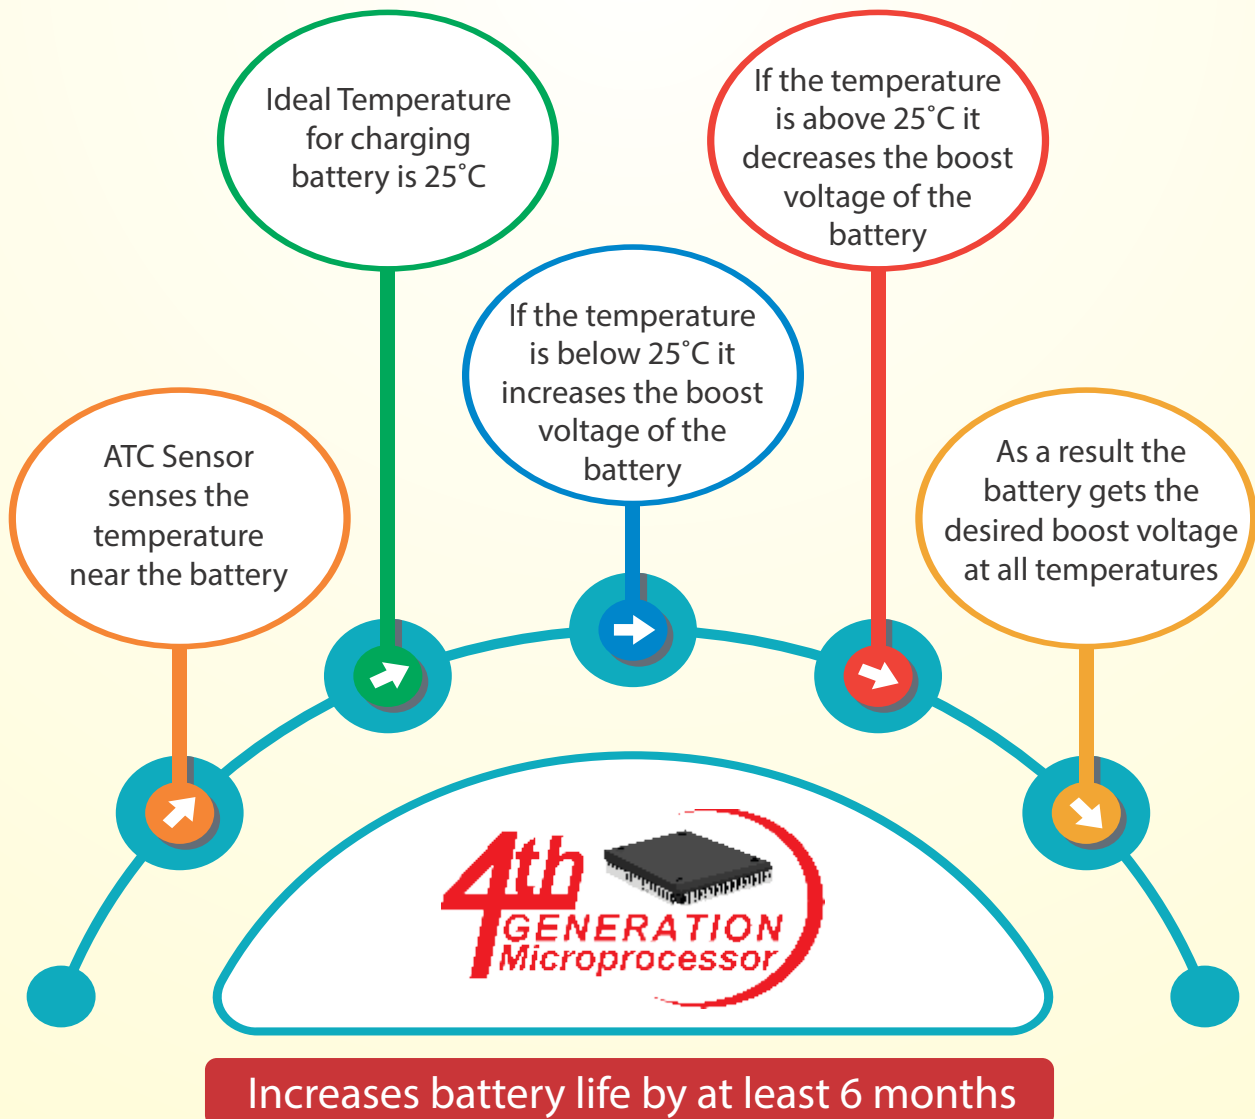 ATC Sensor
senses the
temperature
near the battery
Ideal Temperature
for charging
battery is 25˚C
If the temperature
is below 25˚C it
increases the boost
voltage of the
battery
If the temperature
is above 25˚C it
decreases the boost
voltage of the
battery
As a result the
battery gets the
desired boost voltage
at all temperatures
4th
GENERATION
Microprocessor
Increases battery life by at least 6 months